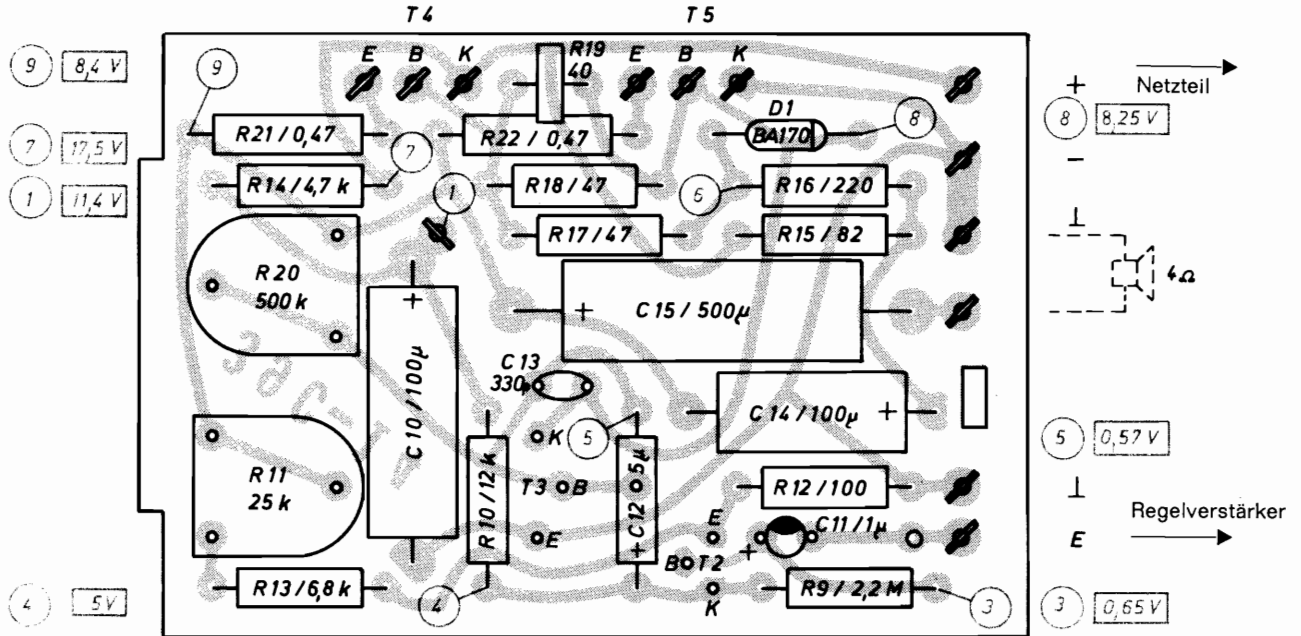 T4 T5
9 8,4 V
9
E B K
R19
40
E B K
D1
BA170
8
+ Netzteil
8 8,25 V
7 17,5 V
R21/0,47
7
R22/0,47
–
1 11,4 V
R14/4,7 k
1
R18/47
6
R16/220
R17/47
R15/82
⊥
R20
500 k
C15/500µ
+
4Ω
C10/100µ
+
C13
330p
C14/100µ
+
K
5
5 0,57 V
R11
25 k
R10/12k
T3 B
C12 5µ
+
R12/100
⊥
Regelverstärker
E
E
E
C11/1µ
+
B T2
K
4 5V
R13/6,8 k
4
R9/2,2 M
3
3 0,65 V